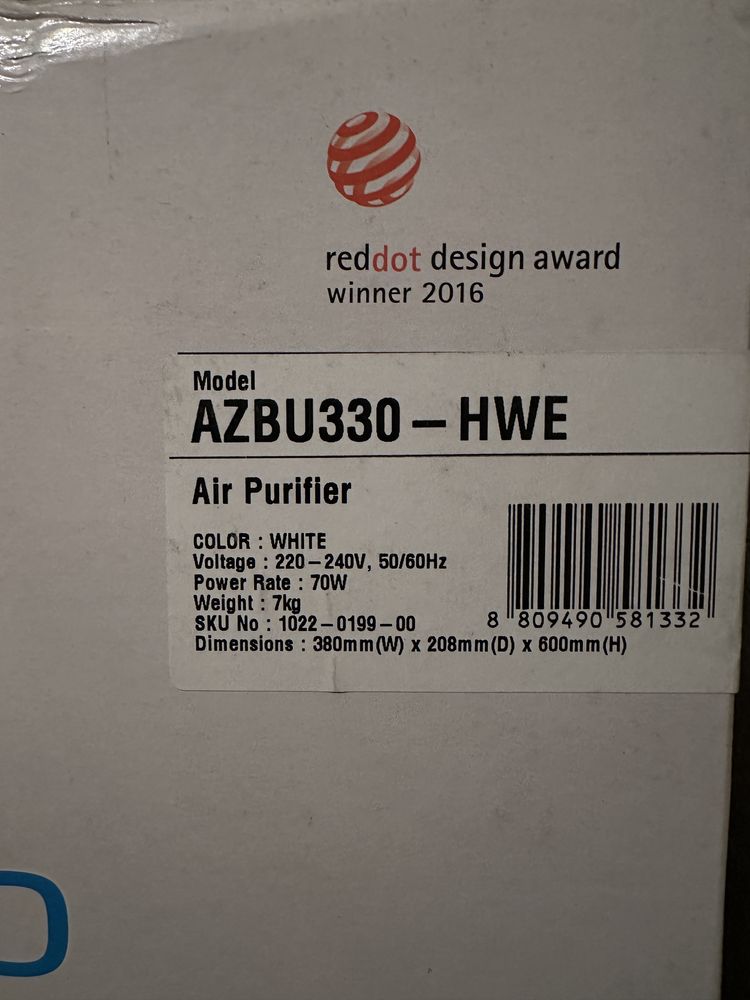 reddot design award
winner 2016
Model
AZBU330-HWE
Air Purifier
COLOR : WHITE
Voltage : 220-240V, 50/60Hz
Power Rate : 70W
Weight : 7kg
SKU No : 1022-0199-00
8 809490 581332
Dimensions : 380mm(W) x 208mm(D) x 600mm(H)